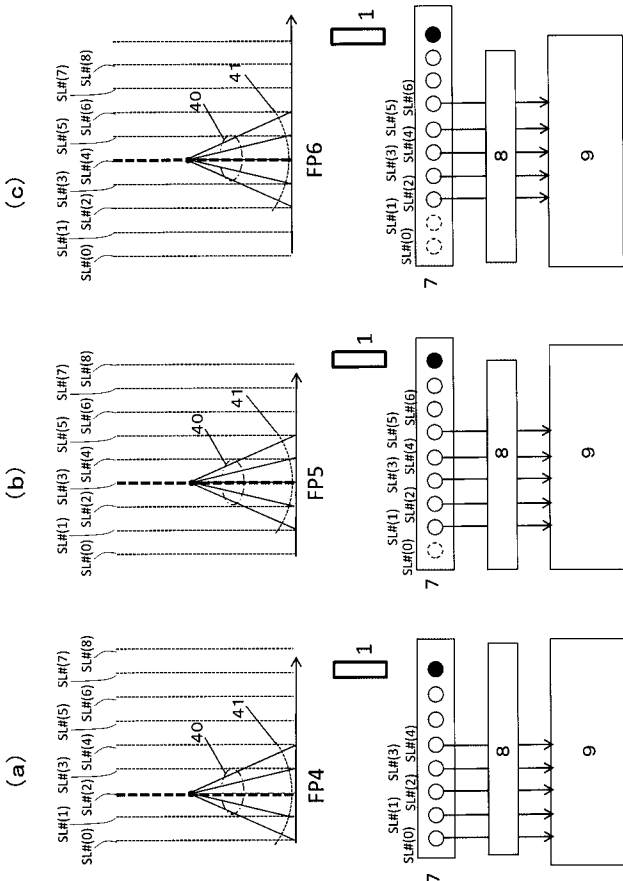 (a)
SL#(1) SL#(3) SL#(5) SL#(7)
SL#(0) SL#(2) SL#(4) SL#(6) SL#(8)
40
41
FP4
1
SL#(1) SL#(3)
SL#(0) SL#(2) SL#(4)
7
8
9
(b)
SL#(1) SL#(3) SL#(5) SL#(7)
SL#(0) SL#(2) SL#(4) SL#(6) SL#(8)
40
41
FP5
1
SL#(1) SL#(3) SL#(5)
SL#(0) SL#(2) SL#(4) SL#(6)
7
8
9
(c)
SL#(1) SL#(3) SL#(5) SL#(7)
SL#(0) SL#(2) SL#(4) SL#(6) SL#(8)
40
41
FP6
1
SL#(1) SL#(3) SL#(5)
SL#(0) SL#(2) SL#(4) SL#(6)
7
8
9